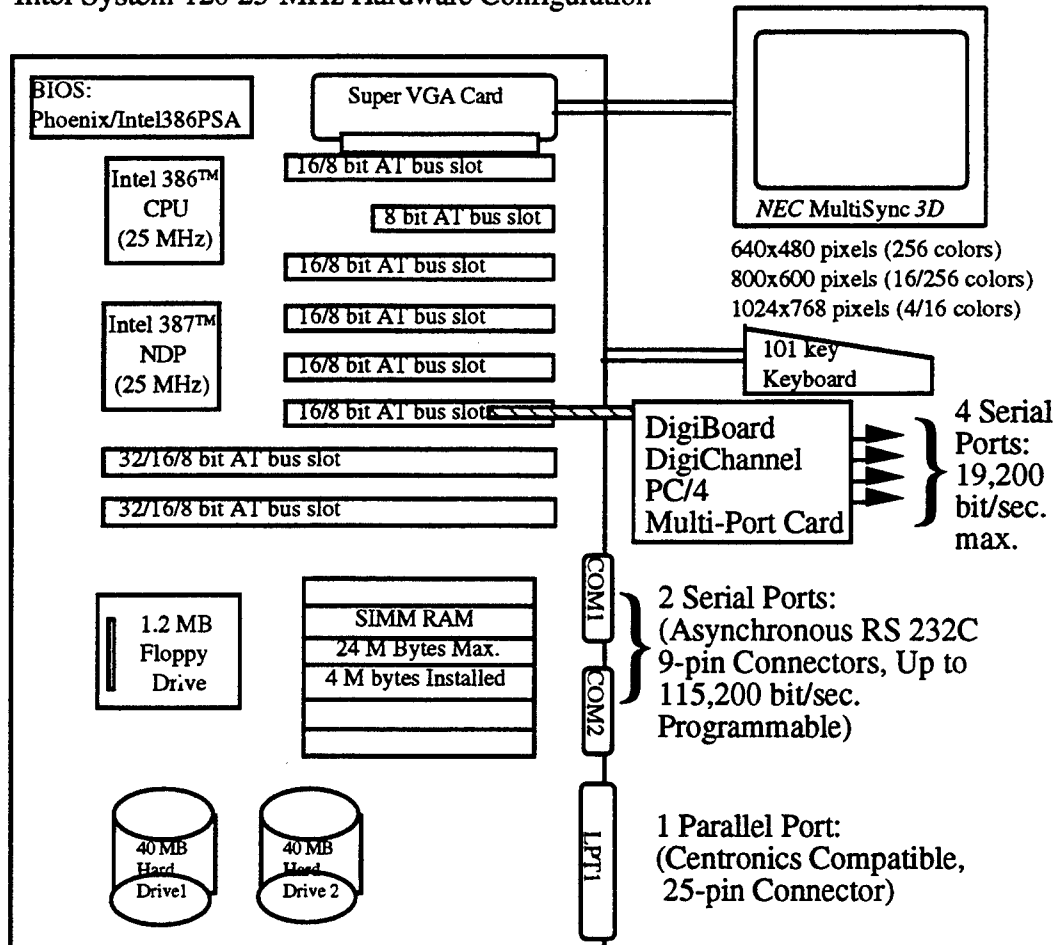 Intel System 120 25-MHz Hardware Configuration
BIOS:
Phoenix/Intel386PSA
Super VGA Card
16/8 bit AT bus slot
Intel 386™
CPU
(25 MHz)
8 bit AT bus slot
16/8 bit AT bus slot
NEC MultiSync 3D
640x480 pixels (256 colors)
800x600 pixels (16/256 colors)
1024x768 pixels (4/16 colors)
Intel 387™
NDP
(25 MHz)
16/8 bit AT bus slot
16/8 bit AT bus slot
16/8 bit AT bus slot
101 key
Keyboard
32/16/8 bit AT bus slot
32/16/8 bit AT bus slot
DigiBoard
DigiChannel
PC/4
Multi-Port Card
4 Serial
Ports:
19,200
bit/sec.
max.
1.2 MB
Floppy
Drive
SIMM RAM
24 M Bytes Max.
4 M bytes Installed
COM1
COM2
2 Serial Ports:
(Asynchronous RS 232C
9-pin Connectors, Up to
115,200 bit/sec.
Programmable)
40 MB
Hard
Drive1
40 MB
Hard
Drive 2
LPT1
1 Parallel Port:
(Centronics Compatible,
25-pin Connector)